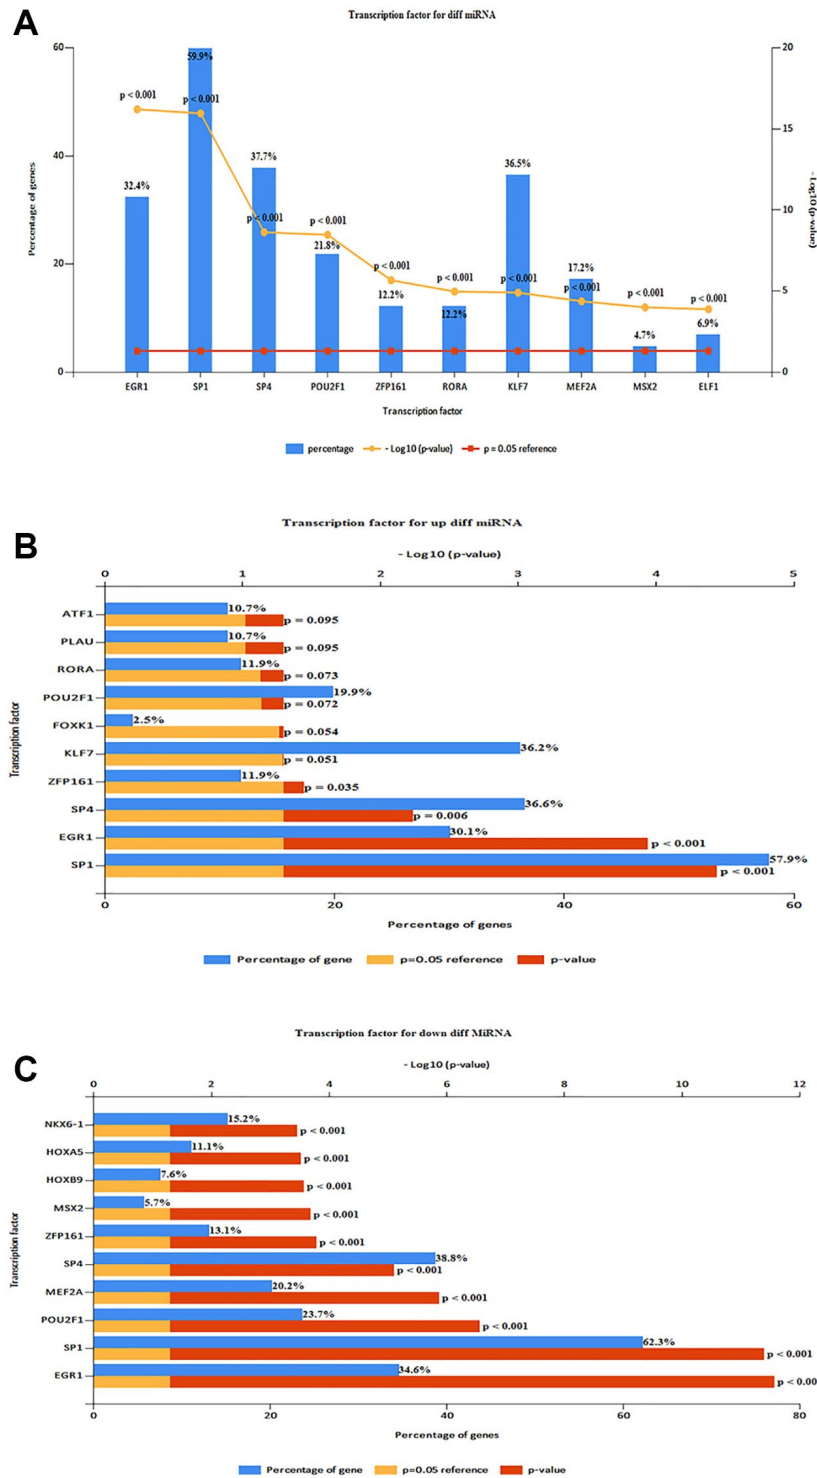 A
Transcription factor for diff miRNA
60
40
20
0
Percentage of genes
20
15
10
5
0
- Log10 (p-value)
p < 0.001
32.4%
59.9%
p < 0.001
37.7%
p < 0.001
p < 0.001
21.8%
p < 0.001
12.2%
p < 0.001
12.2%
36.5%
p < 0.001
17.2%
p < 0.001
p < 0.001
4.7%
p < 0.001
6.9%
EGR1 SP1 SP4 POU2F1 ZFP161 RORA KLF7 MEF2A MSX2 ELF1
Transcription factor
percentage - Log10 (p-value) p = 0.05 reference
B
Transcription factor for up diff miRNA
- Log10 (p-value)
0 1 2 3 4 5
Transcription factor
ATF1 10.7%
p = 0.095
PLAU 10.7%
p = 0.095
RORA 11.9%
p = 0.073
POU2F1 19.9%
p = 0.072
FOXK1 2.5%
p = 0.054
KLF7 36.2%
p = 0.051
ZFP161 11.9%
p = 0.035
SP4 36.6%
p = 0.006
EGR1 30.1%
p < 0.001
SP1 57.9%
p < 0.001
0 20 40 60
Percentage of genes
Percentage of gene p=0.05 reference p-value
C
Transcription factor for down diff MiRNA
- Log10 (p-value)
0 2 4 6 8 10 12
Transcription factor
NKX6-1 15.2%
p < 0.001
HOXA5 11.1%
p < 0.001
HOXB9 7.6%
p < 0.001
MSX2 5.7%
p < 0.001
ZFP161 13.1%
p < 0.001
SP4 38.8%
p < 0.001
MEF2A 20.2%
p < 0.001
POU2F1 23.7%
p < 0.001
SP1 62.3%
p < 0.001
EGR1 34.6%
p < 0.00
0 20 40 60 80
Percentage of genes
Percentage of gene p=0.05 reference p-value